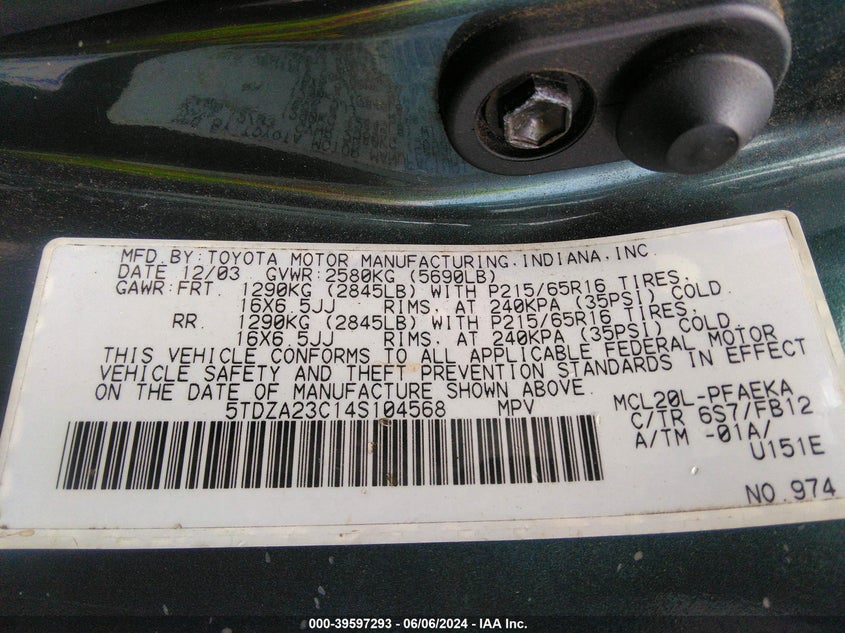 MFD.BY:TOYOTA MOTOR MANUFACTURING.INDIANA.INC.
DATE 12/03 GVWR:2580KG (5690LB)
GAWR:FRT 1290KG (2845LB) WITH P215/65R16 TIRES,
16X6.5JJ RIMS, AT 240KPA (35PSI) COLD.
RR 1290KG (2845LB) WITH P215/65R16 TIRES,
16X6.5JJ RIMS, AT 240KPA (35PSI) COLD.
THIS VEHICLE CONFORMS TO ALL APPLICABLE FEDERAL MOTOR
VEHICLE SAFETY AND THEFT PREVENTION STANDARDS IN EFFECT
ON THE DATE OF MANUFACTURE SHOWN ABOVE.
5TDZA23C14S104568 MPV
MCL20L-PFAEKA
C/TR 6S7/FB12
A/TM -01A/
U151E
NO.974
000-39597293 - 06/06/2024 - IAA Inc.